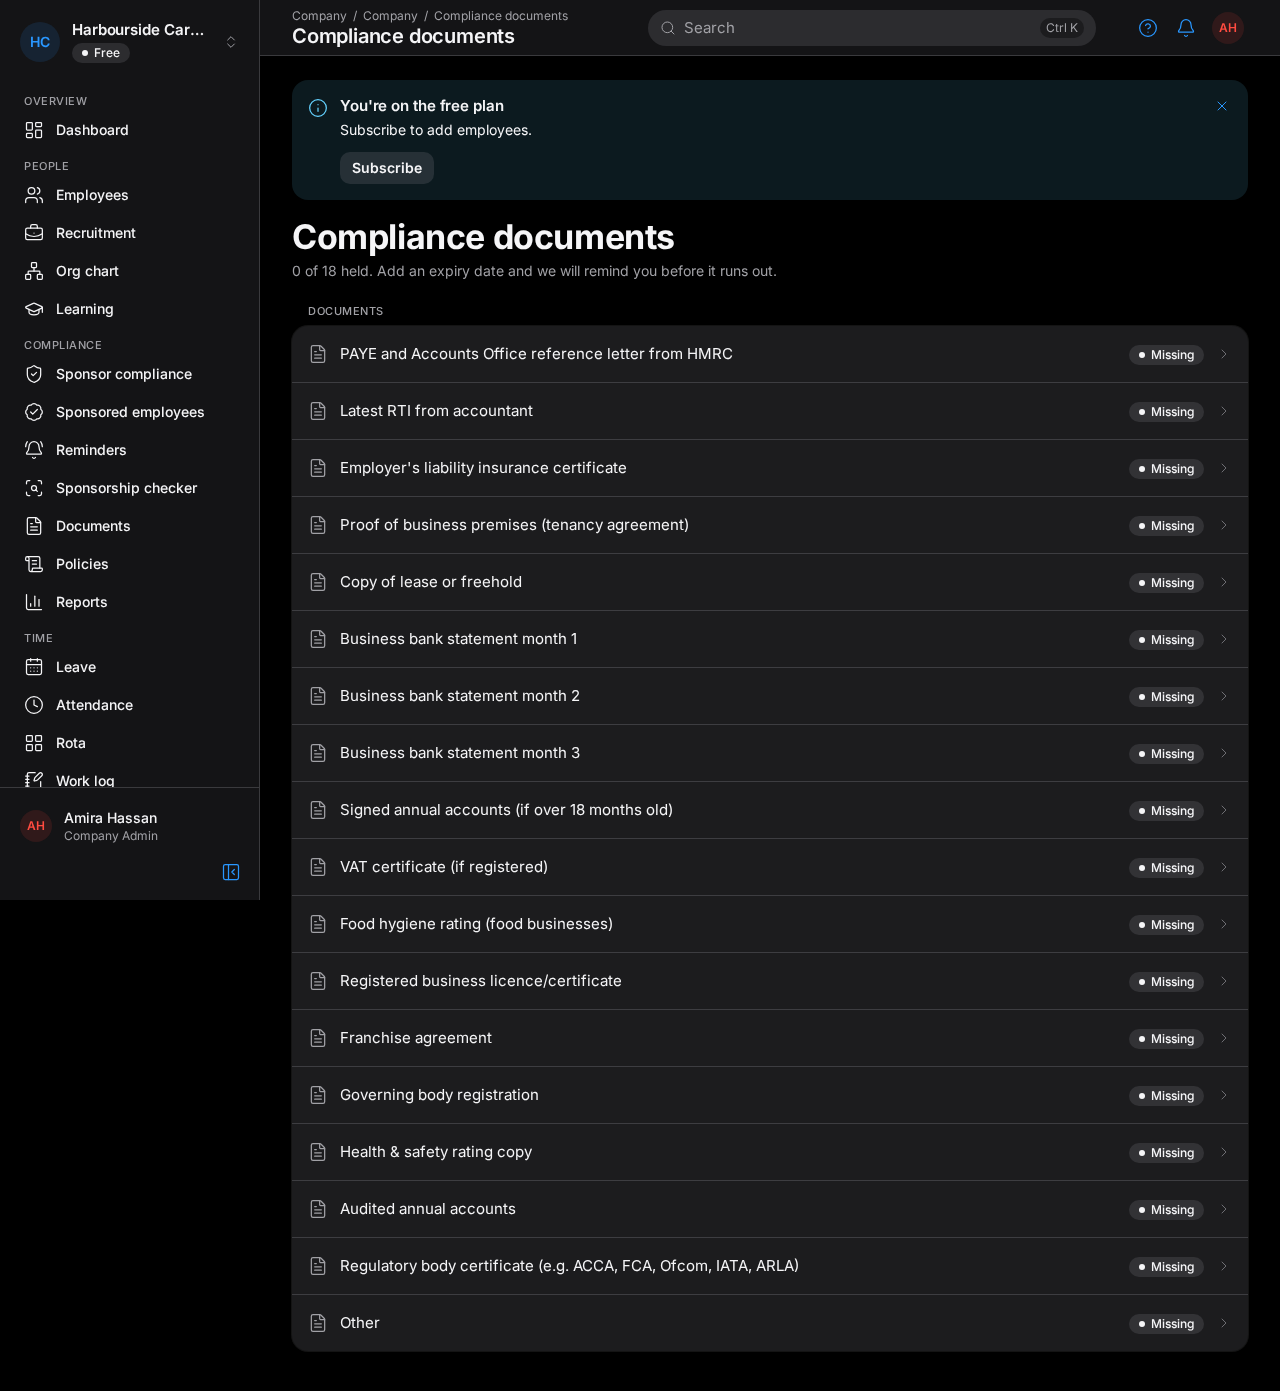 HC
Harbourside Car...
Free
OVERVIEW
Dashboard
PEOPLE
Employees
Recruitment
Org chart
Learning
COMPLIANCE
Sponsor compliance
Sponsored employees
Reminders
Sponsorship checker
Documents
Policies
Reports
TIME
Leave
Attendance
Rota
Work log
AH
Amira Hassan
Company Admin
Company / Company / Compliance documents
Compliance documents
Search
Ctrl K
AH
You're on the free plan
Subscribe to add employees.
Subscribe
Compliance documents
0 of 18 held. Add an expiry date and we will remind you before it runs out.
DOCUMENTS
PAYE and Accounts Office reference letter from HMRC Missing
Latest RTI from accountant Missing
Employer's liability insurance certificate Missing
Proof of business premises (tenancy agreement) Missing
Copy of lease or freehold Missing
Business bank statement month 1 Missing
Business bank statement month 2 Missing
Business bank statement month 3 Missing
Signed annual accounts (if over 18 months old) Missing
VAT certificate (if registered) Missing
Food hygiene rating (food businesses) Missing
Registered business licence/certificate Missing
Franchise agreement Missing
Governing body registration Missing
Health & safety rating copy Missing
Audited annual accounts Missing
Regulatory body certificate (e.g. ACCA, FCA, Ofcom, IATA, ARLA) Missing
Other Missing